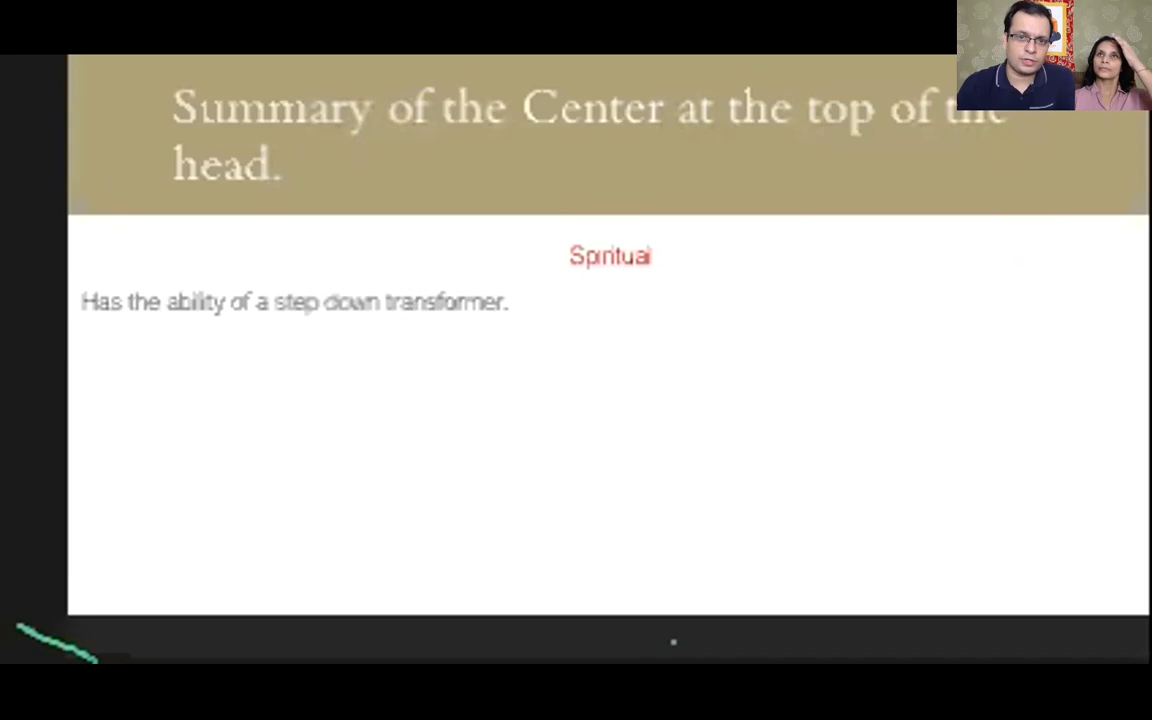 Summary of the Center at the top of the
head.
Spiritual
Has the ability of a step down transformer.